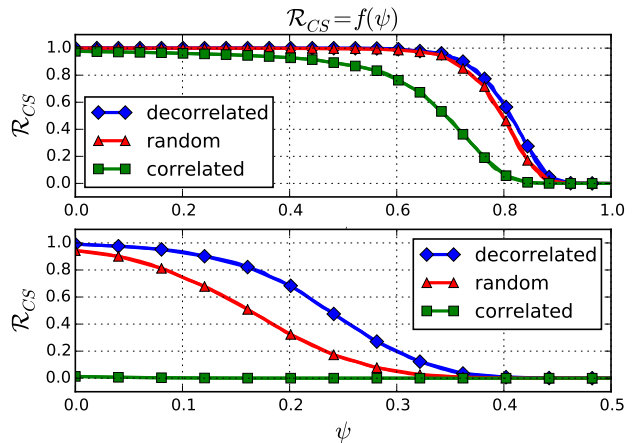 ℛ_CS = f(ψ)
1.0
0.8
0.6
0.4
0.2
0.0
ℛ_CS
decorrelated
random
correlated
0.0 0.2 0.4 0.6 0.8 1.0
1.0
0.8
0.6
0.4
0.2
0.0
ℛ_CS
decorrelated
random
correlated
0.0 0.1 0.2 0.3 0.4 0.5
ψ